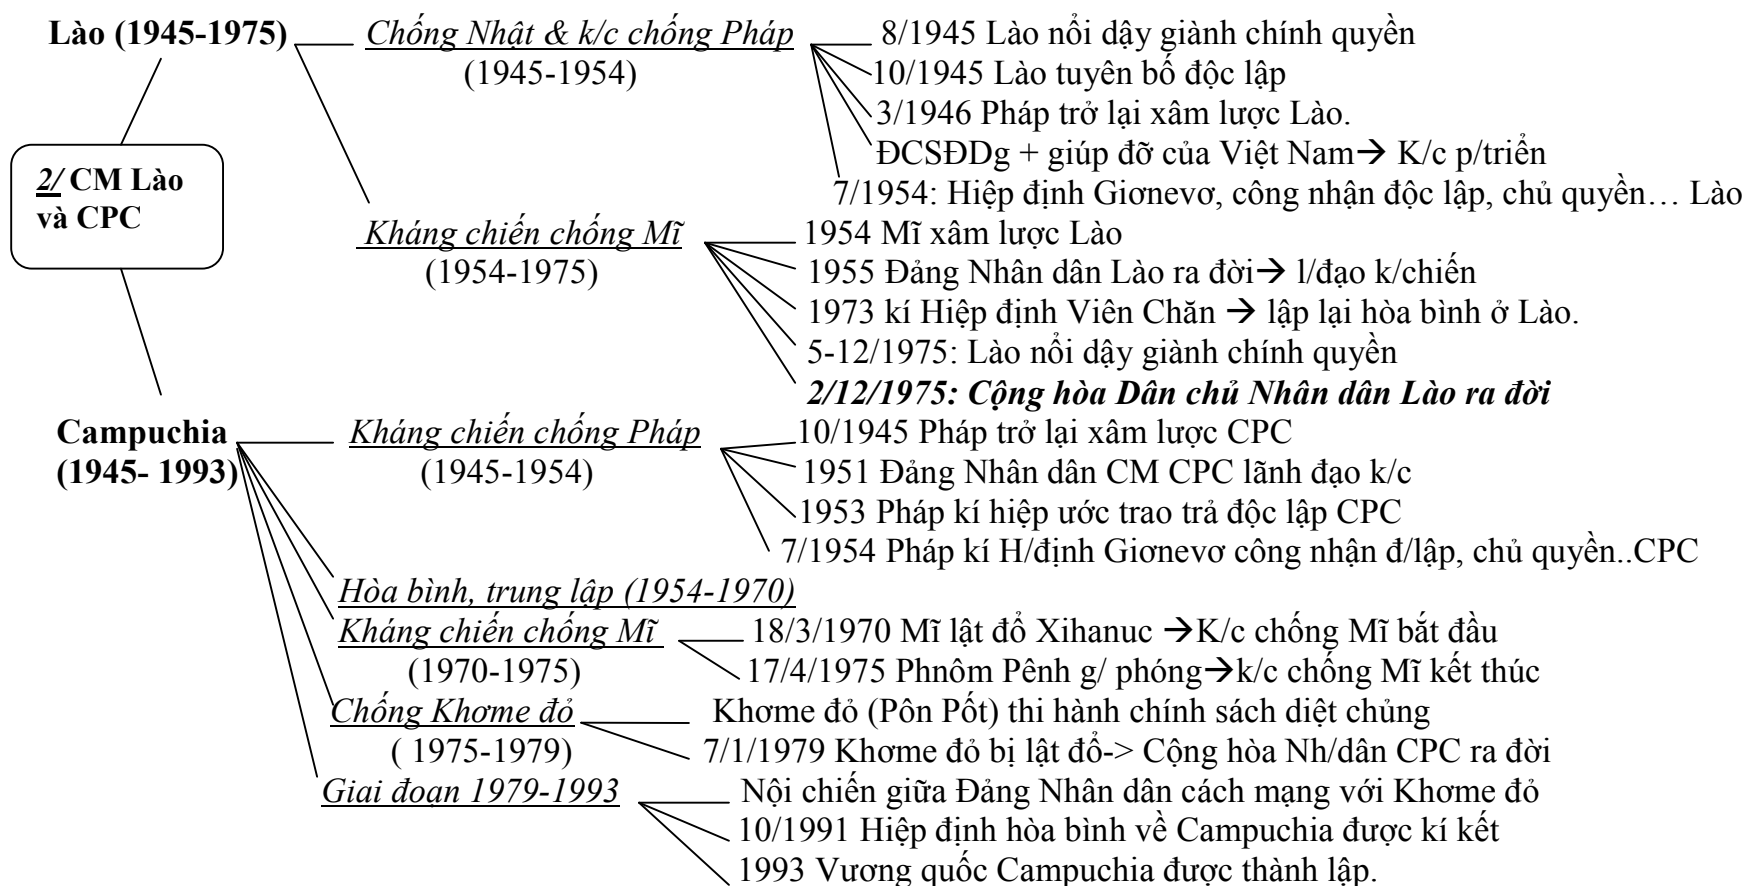 Lào (1945-1975)
Chống Nhật & k/c chống Pháp
(1945-1954)
8/1945 Lào nổi dậy giành chính quyền
10/1945 Lào tuyên bố độc lập
3/1946 Pháp trở lại xâm lược Lào.
ĐCSĐDg + giúp đỡ của Việt Nam→ K/c p/triển
7/1954: Hiệp định Giơnevơ, công nhận độc lập, chủ quyền… Lào
2/ CM Lào
và CPC
Kháng chiến chống Mĩ
(1954-1975)
1954 Mĩ xâm lược Lào
1955 Đảng Nhân dân Lào ra đời→ l/đạo k/chiến
1973 kí Hiệp định Viên Chăn → lập lại hòa bình ở Lào.
5-12/1975: Lào nổi dậy giành chính quyền
2/12/1975: Cộng hòa Dân chủ Nhân dân Lào ra đời
Campuchia
(1945- 1993)
Kháng chiến chống Pháp
(1945-1954)
10/1945 Pháp trở lại xâm lược CPC
1951 Đảng Nhân dân CM CPC lãnh đạo k/c
1953 Pháp kí hiệp ước trao trả độc lập CPC
7/1954 Pháp kí H/định Giơnevơ công nhận đ/lập, chủ quyền..CPC
Hòa bình, trung lập (1954-1970)
Kháng chiến chống Mĩ
(1970-1975)
18/3/1970 Mĩ lật đổ Xihanuc →K/c chống Mĩ bắt đầu
17/4/1975 Phnôm Pênh g/ phóng→k/c chống Mĩ kết thúc
Chống Khơme đỏ
( 1975-1979)
Khơme đỏ (Pôn Pốt) thi hành chính sách diệt chủng
7/1/1979 Khơme đỏ bị lật đổ-> Cộng hòa Nh/dân CPC ra đời
Giai đoạn 1979-1993
Nội chiến giữa Đảng Nhân dân cách mạng với Khơme đỏ
10/1991 Hiệp định hòa bình về Campuchia được kí kết
1993 Vương quốc Campuchia được thành lập.